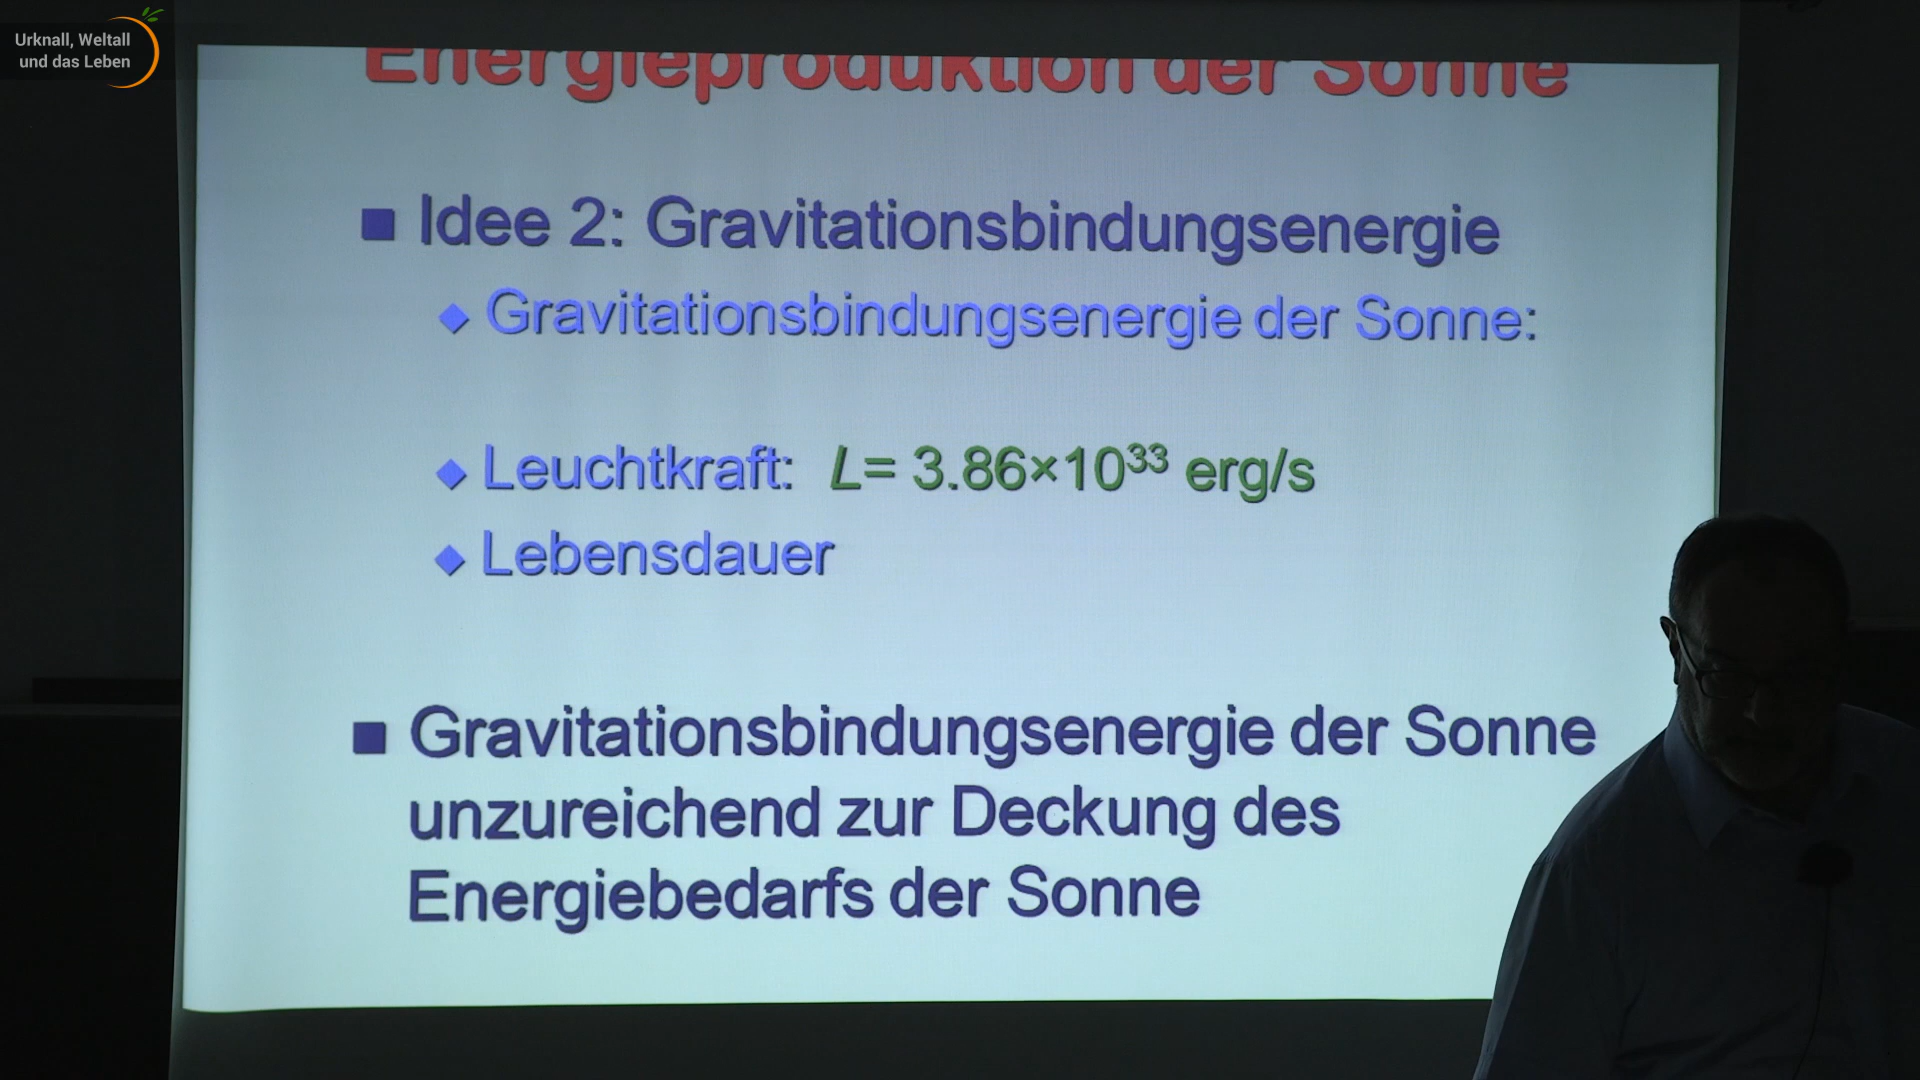 Urknall, Weltall
und das Leben
Energieproduktion der Sonne
Idee 2: Gravitationsbindungsenergie
Gravitationsbindungsenergie der Sonne:
Leuchtkraft: L= 3.86×10³³ erg/s
Lebensdauer
Gravitationsbindungsenergie der Sonne
unzureichend zur Deckung des
Energiebedarfs der Sonne